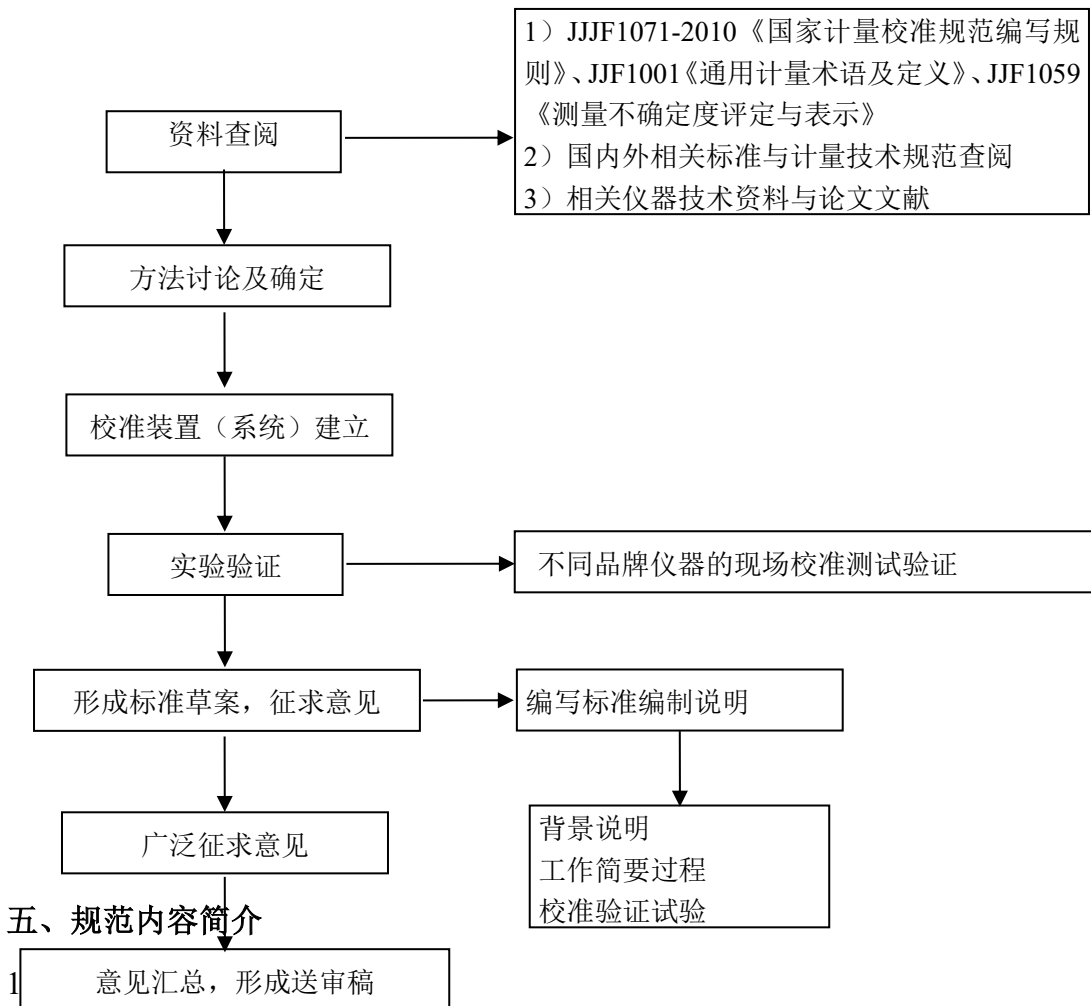 1）JJJF1071-2010《国家计量校准规范编写规
则》、JJF1001《通用计量术语及定义》、JJF1059
《测量不确定度评定与表示》
2）国内外相关标准与计量技术规范查阅
3）相关仪器技术资料与论文文献
资料查阅
方法讨论及确定
校准装置（系统）建立
实验验证
不同品牌仪器的现场校准测试验证
形成标准草案，征求意见
编写标准编制说明
广泛征求意见
背景说明
工作简要过程
校准验证试验
五、规范内容简介
1
意见汇总，形成送审稿